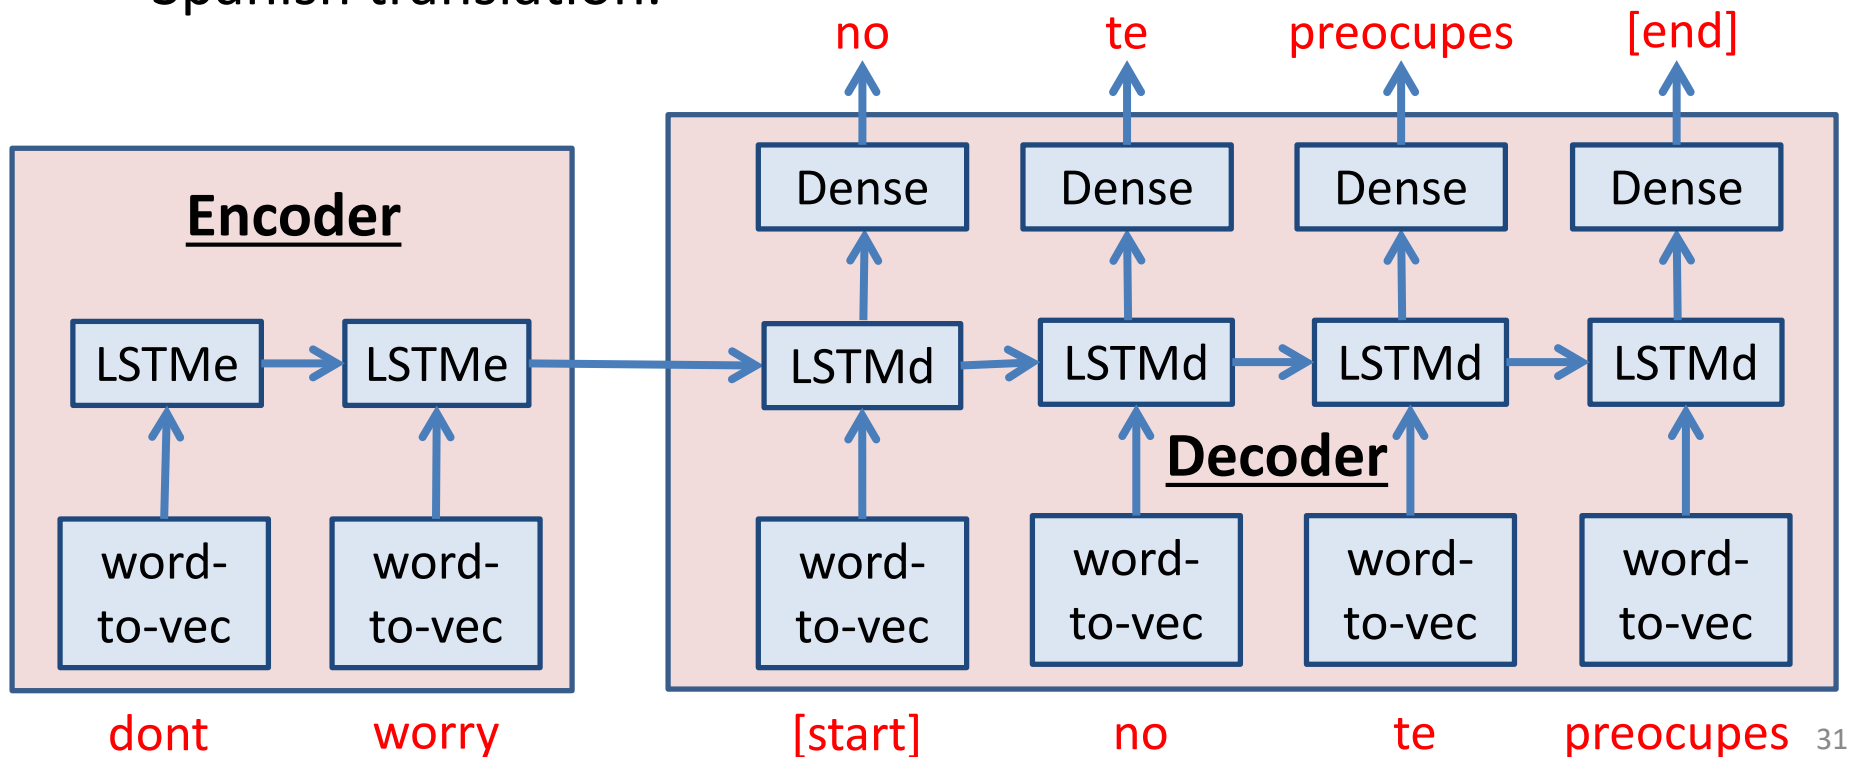 Spanish translation.
no te preocupes [end]
Encoder
Dense Dense Dense Dense
LSTMe LSTMe LSTMd LSTMd LSTMd LSTMd
Decoder
word- word- word- word- word- word-
to-vec to-vec to-vec to-vec to-vec to-vec
dont worry [start] no te preocupes 31